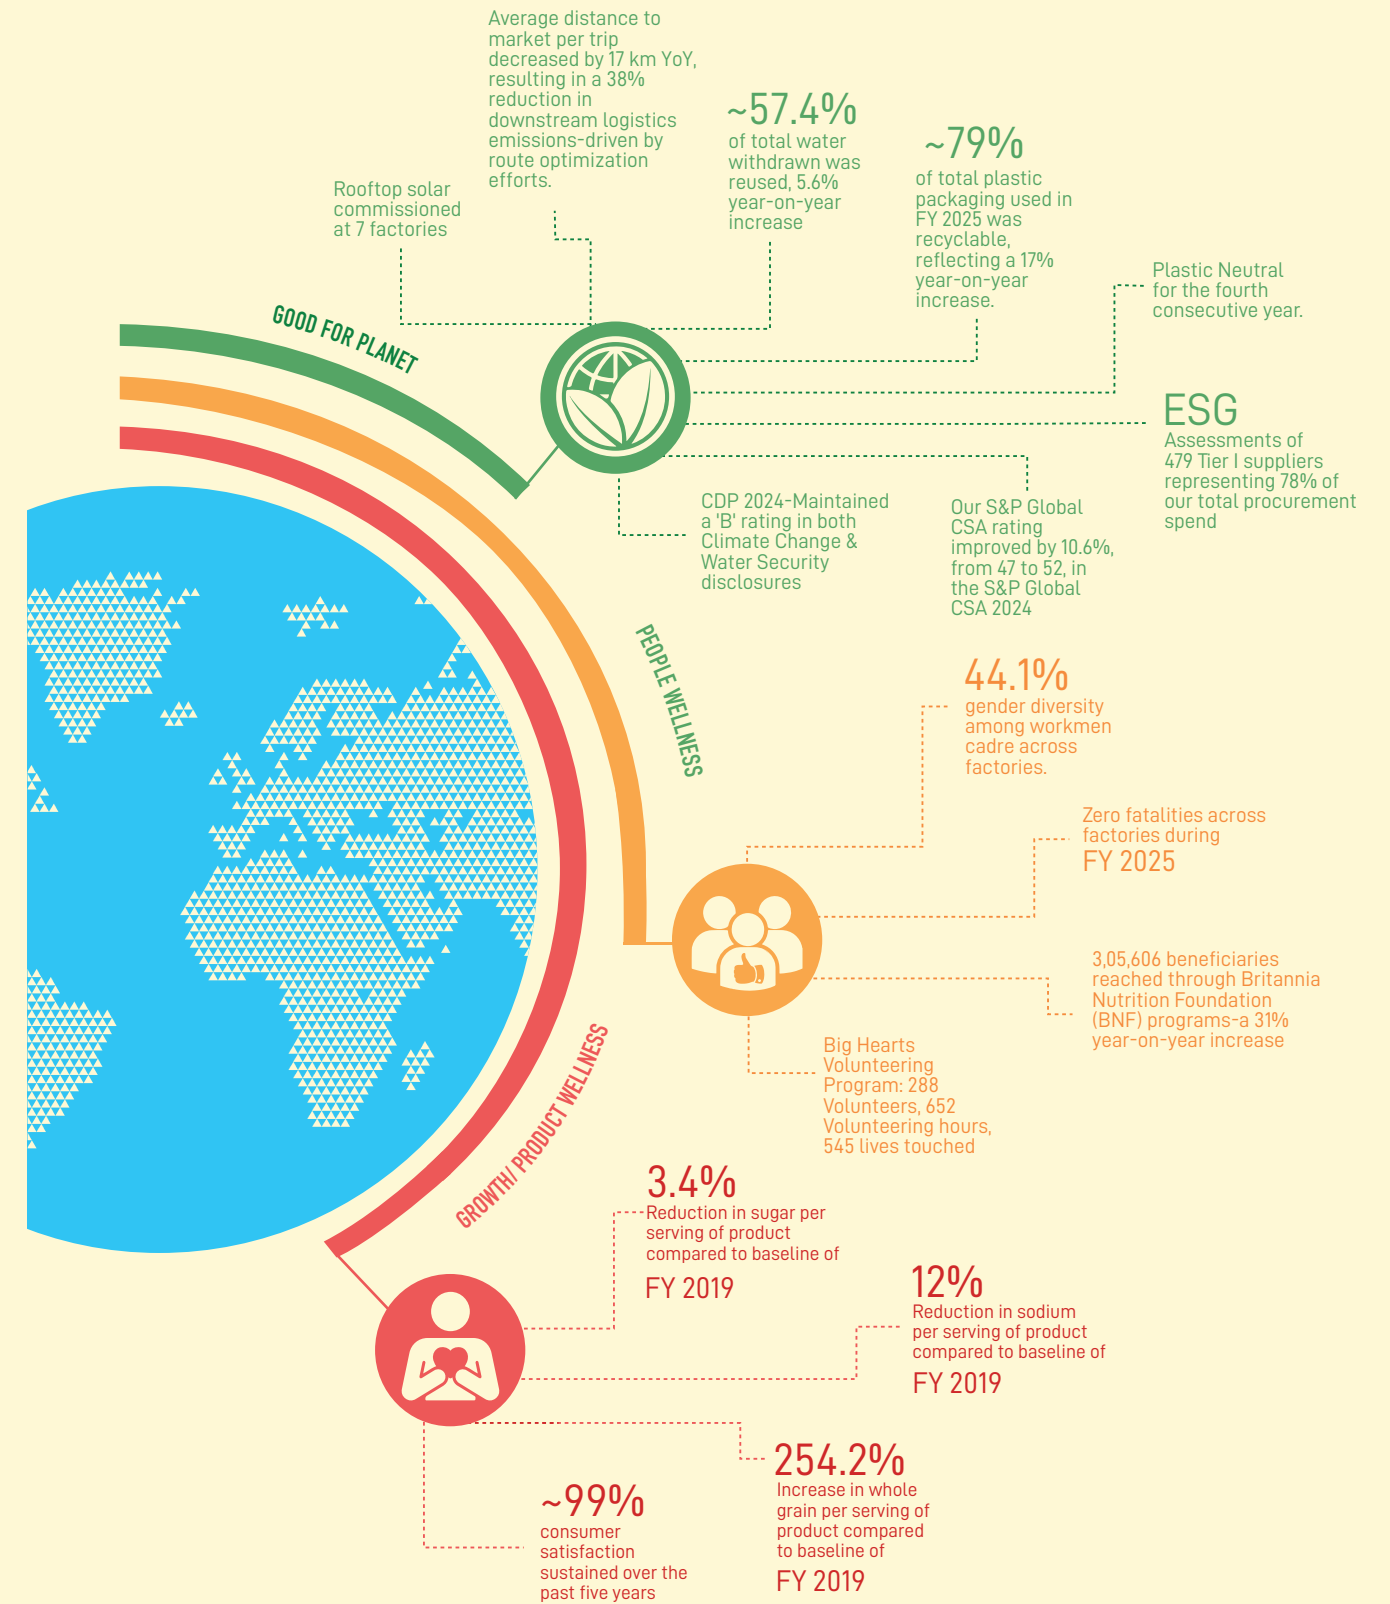 Average distance to
market per trip
decreased by 17 km YoY,
resulting in a 38%
reduction in
downstream logistics
emissions-driven by
route optimization
efforts.
~57.4%
of total water
withdrawn was
reused, 5.6%
year-on-year
increase
~79%
of total plastic
packaging used in
FY 2025 was
recyclable,
reflecting a 17%
year-on-year
increase.
Rooftop solar
commissioned
at 7 factories
Plastic Neutral
for the fourth
consecutive year.
GOOD FOR PLANET
ESG
Assessments of
479 Tier I suppliers
representing 78% of
our total procurement
spend
CDP 2024-Maintained
a 'B' rating in both
Climate Change &
Water Security
disclosures
Our S&P Global
CSA rating
improved by 10.6%,
from 47 to 52, in
the S&P Global
CSA 2024
PEOPLE WELLNESS
44.1%
gender diversity
among workmen
cadre across
factories.
Zero fatalities across
factories during
FY 2025
3,05,606 beneficiaries
reached through Britannia
Nutrition Foundation
(BNF) programs-a 31%
year-on-year increase
Big Hearts
Volunteering
Program: 288
Volunteers, 652
Volunteering hours,
545 lives touched
GROWTH/ PRODUCT WELLNESS
3.4%
Reduction in sugar per
serving of product
compared to baseline of
FY 2019
12%
Reduction in sodium
per serving of product
compared to baseline of
FY 2019
254.2%
Increase in whole
grain per serving of
product compared
to baseline of
FY 2019
~99%
consumer
satisfaction
sustained over the
past five years